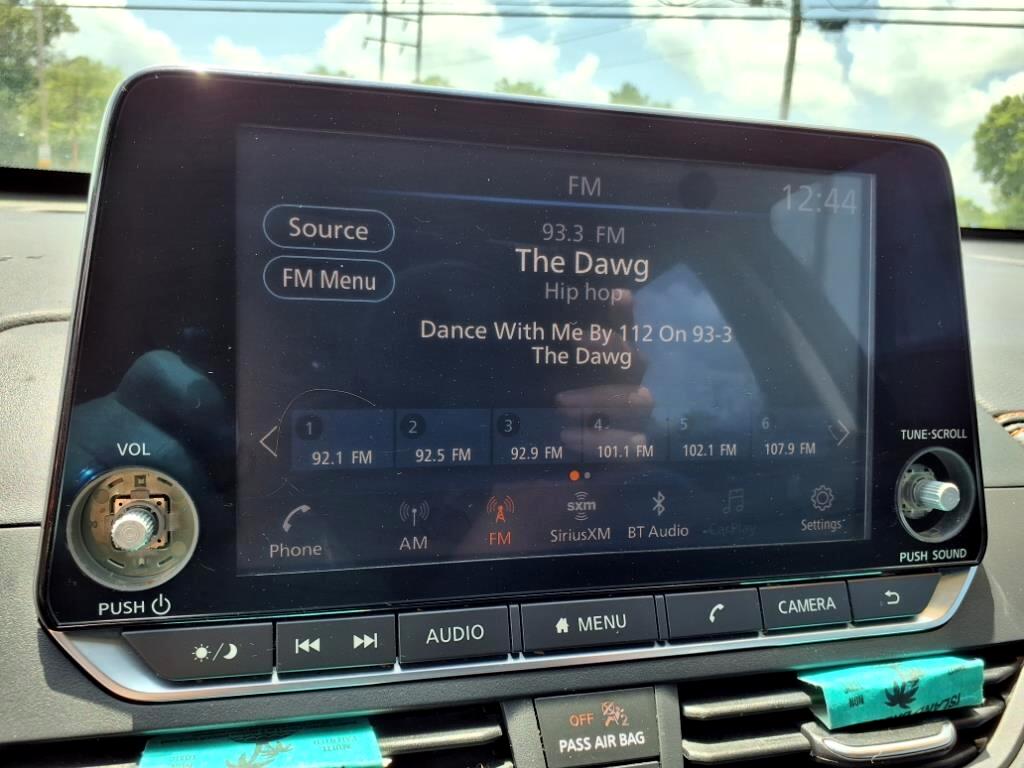 FM
12:44
Source
93.3 FM
The Dawg
FM Menu
Hip hop
Dance With Me By 112 On 93-3
The Dawg
1 2 3 4 5 6
92.1 FM 92.5 FM 92.9 FM 101.1 FM 102.1 FM 107.9 FM
VOL
TUNE·SCROLL
Phone AM FM sxm SiriusXM BT Audio CarPlay Settings
PUSH
PUSH SOUND
AUDIO MENU CAMERA
OFF 2
PASS AIR BAG